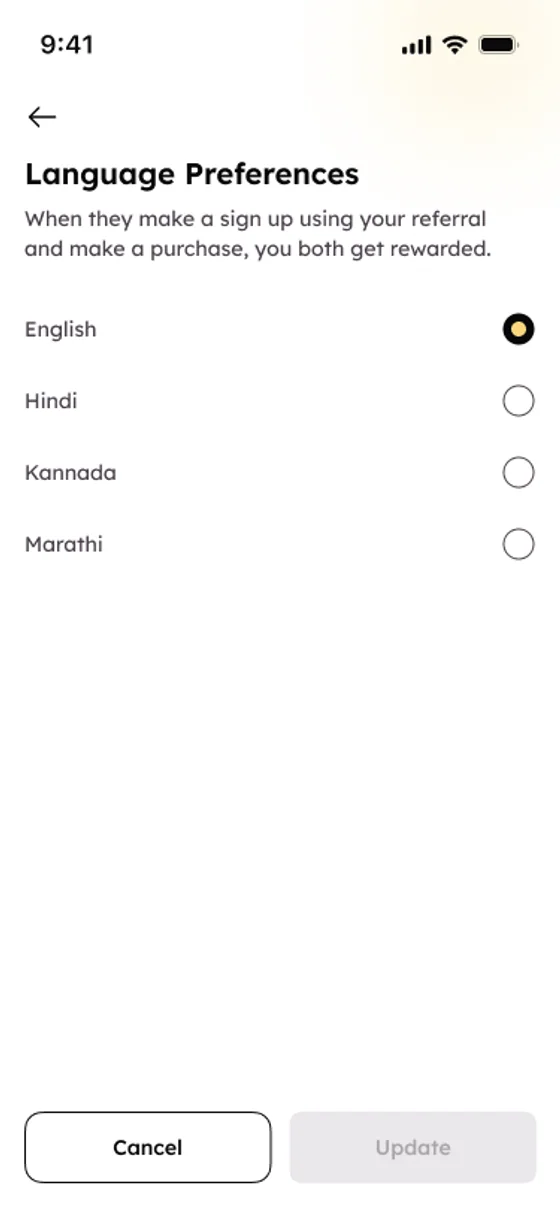 9:41
Language Preferences
When they make a sign up using your referral
and make a purchase, you both get rewarded.
English
Hindi
Kannada
Marathi
Cancel
Update